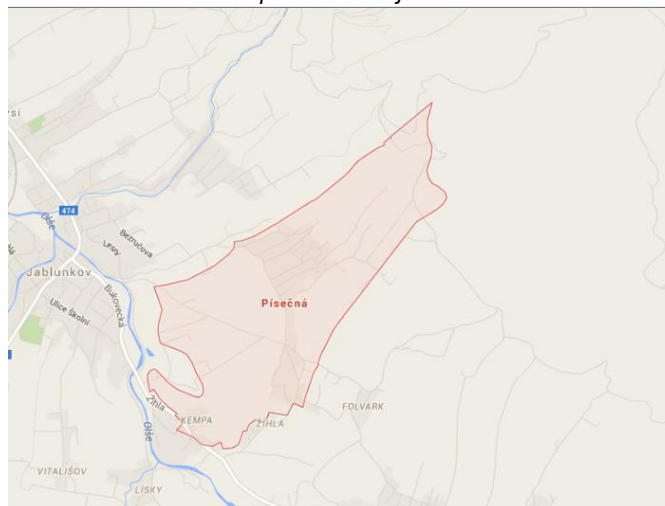 474
Olše
Bezručova
Lesní
Jablunkov
Bukovecká
Ulice Školní
Písečná
Žihla
KEMPA
ŽIHLA
FOLVARK
Olše
VITALIŠOV
LÍSKY